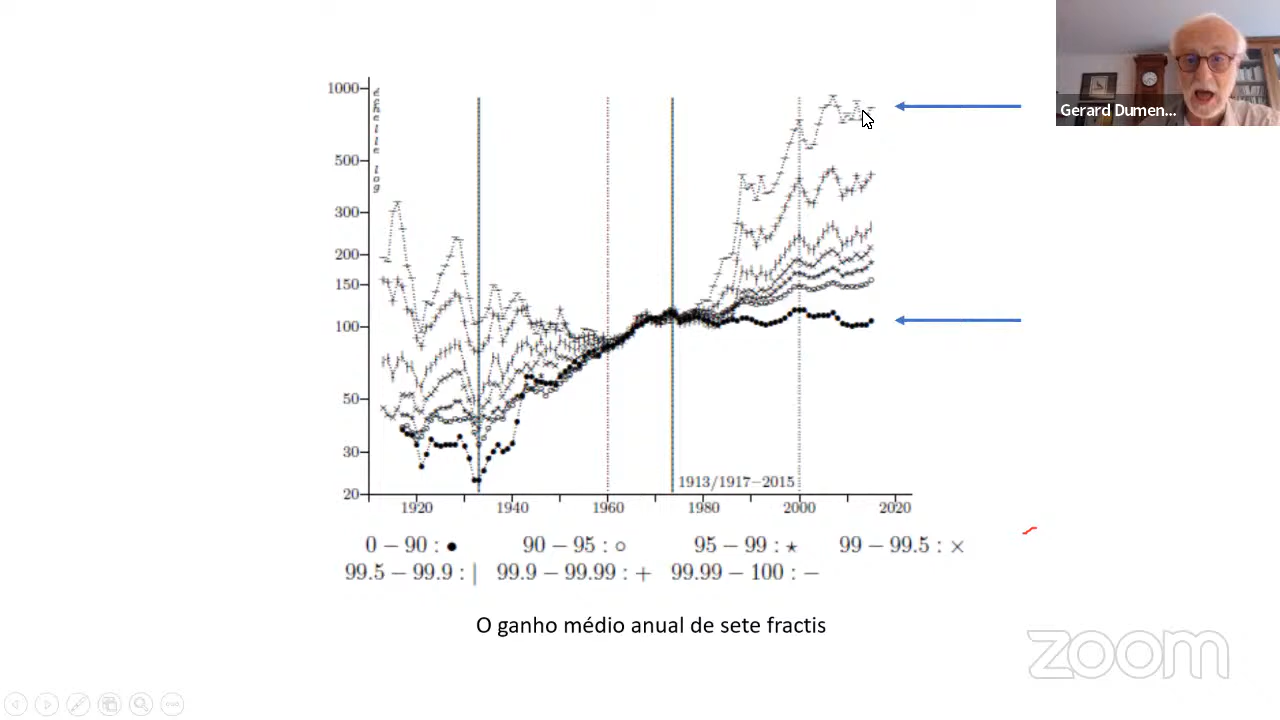 Gerard Dumen...
1000
échelle log
500
300
200
150
100
50
30
20
1913/1917−2015
1920 1940 1960 1980 2000 2020
0 − 90 : ● 90 − 95 : ○ 95 − 99 : ⋆ 99 − 99.5 : ×
99.5 − 99.9 : | 99.9 − 99.99 : + 99.99 − 100 : −
O ganho médio anual de sete fractis
zoom